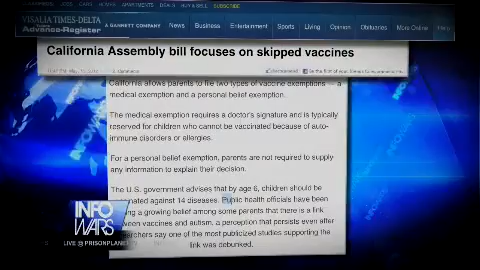 VISALIA TIMES-DELTA
Advance-Register
A GANNETT COMPANY
News
Business
Entertainment
Sports
Living
Opinion
Obituaries
More Online
California Assembly bill focuses on skipped vaccines
California allows parents to file two types of vaccine exemptions — a
medical exemption and a personal belief exemption.
The medical exemption requires a doctor's signature and is typically
reserved for children who cannot be vaccinated because of auto-
immune disorders or allergies.
For a personal belief exemption, parents are not required to supply
any information to explain their decision.
The U.S. government advises that by age 6, children should be
nated against 14 diseases. Public health officials have been
a growing belief among some parents that there is a link
ween vaccines and autism, a perception that persists even after
archers say one of the most publicized studies supporting the
link was debunked.
INFO
WARS
LIVE @ PRISONPLANE